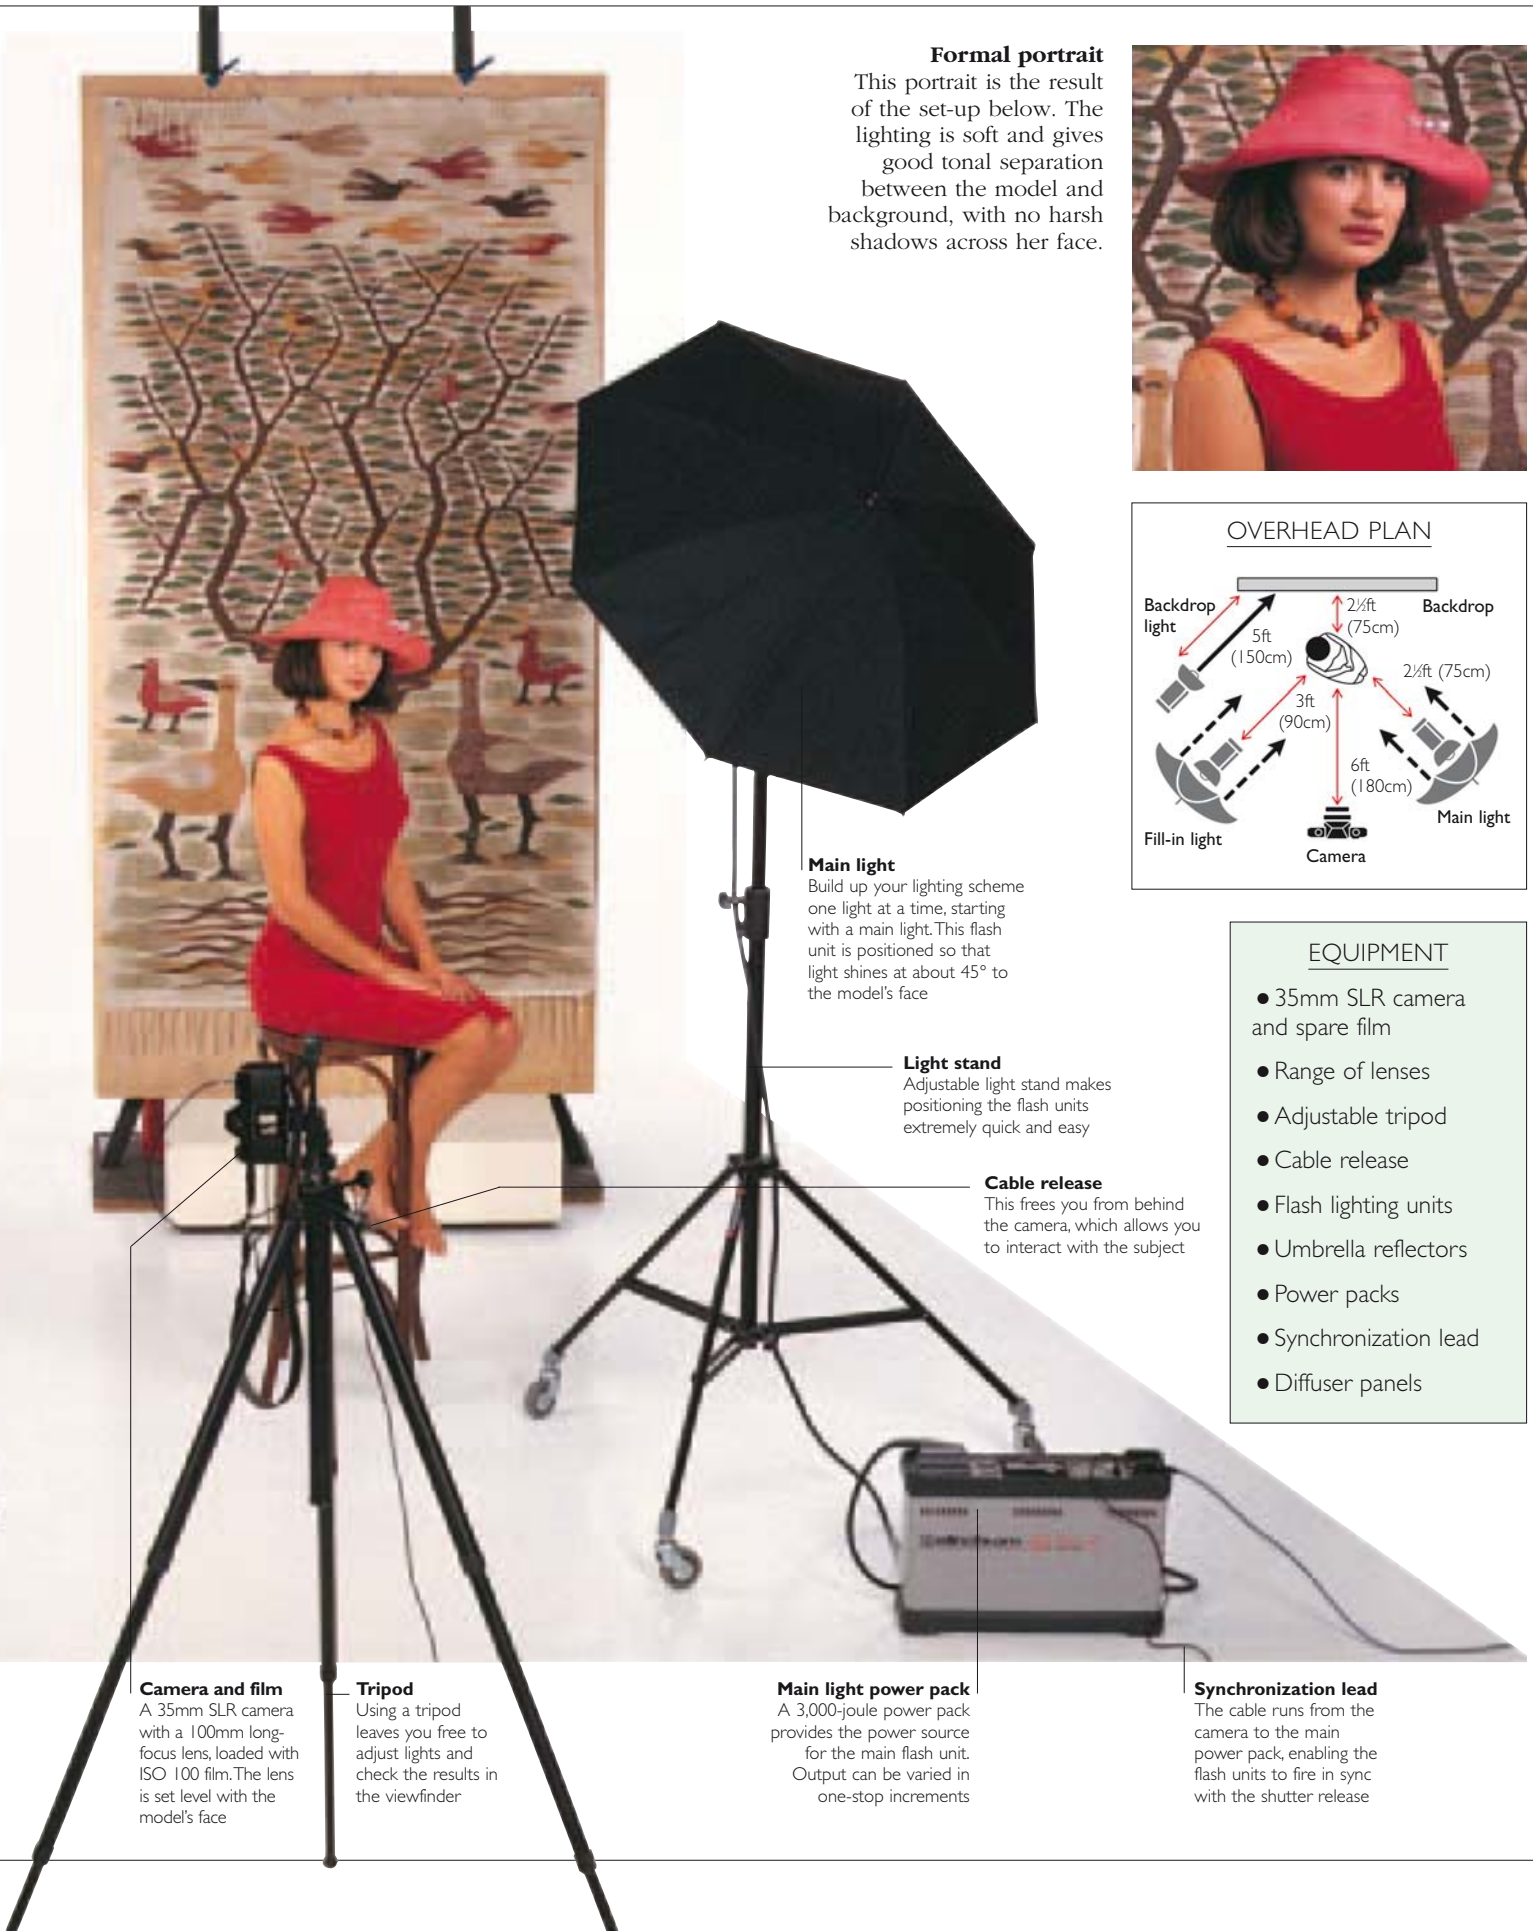 Formal portrait
This portrait is the result
of the set-up below. The
lighting is soft and gives
good tonal separation
between the model and
background, with no harsh
shadows across her face.
OVERHEAD PLAN
Backdrop
light
5ft
(150cm)
2½ft
(75cm)
Backdrop
2½ft (75cm)
3ft
(90cm)
6ft
(180cm)
Main light
Fill-in light
Camera
Main light
Build up your lighting scheme
one light at a time, starting
with a main light. This flash
unit is positioned so that
light shines at about 45° to
the model's face
EQUIPMENT
● 35mm SLR camera
and spare film
● Range of lenses
● Adjustable tripod
● Cable release
● Flash lighting units
● Umbrella reflectors
● Power packs
● Synchronization lead
● Diffuser panels
Light stand
Adjustable light stand makes
positioning the flash units
extremely quick and easy
Cable release
This frees you from behind
the camera, which allows you
to interact with the subject
Camera and film
A 35mm SLR camera
with a 100mm long-
focus lens, loaded with
ISO 100 film. The lens
is set level with the
model's face
Tripod
Using a tripod
leaves you free to
adjust lights and
check the results in
the viewfinder
Main light power pack
A 3,000-joule power pack
provides the power source
for the main flash unit.
Output can be varied in
one-stop increments
Synchronization lead
The cable runs from the
camera to the main
power pack, enabling the
flash units to fire in sync
with the shutter release